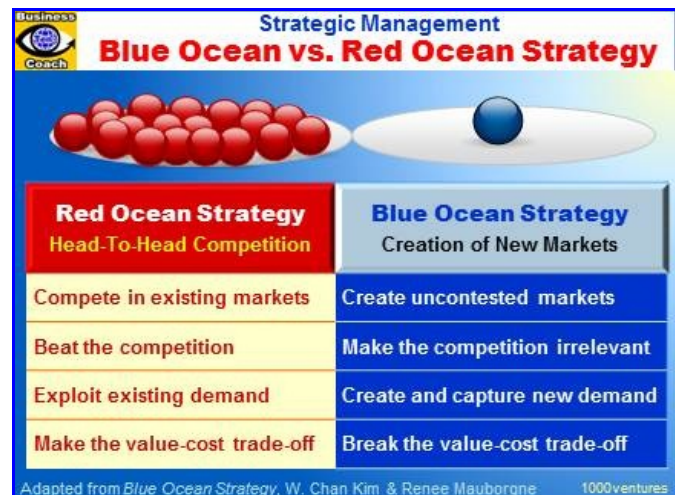 Business
Ten3
Coach
Strategic Management
Blue Ocean vs. Red Ocean Strategy
Red Ocean Strategy
Head-To-Head Competition
Blue Ocean Strategy
Creation of New Markets
Compete in existing markets
Create uncontested markets
Beat the competition
Make the competition irrelevant
Exploit existing demand
Create and capture new demand
Make the value-cost trade-off
Break the value-cost trade-off
Adapted from Blue Ocean Strategy, W. Chan Kim & Renee Mauborgne
1000ventures